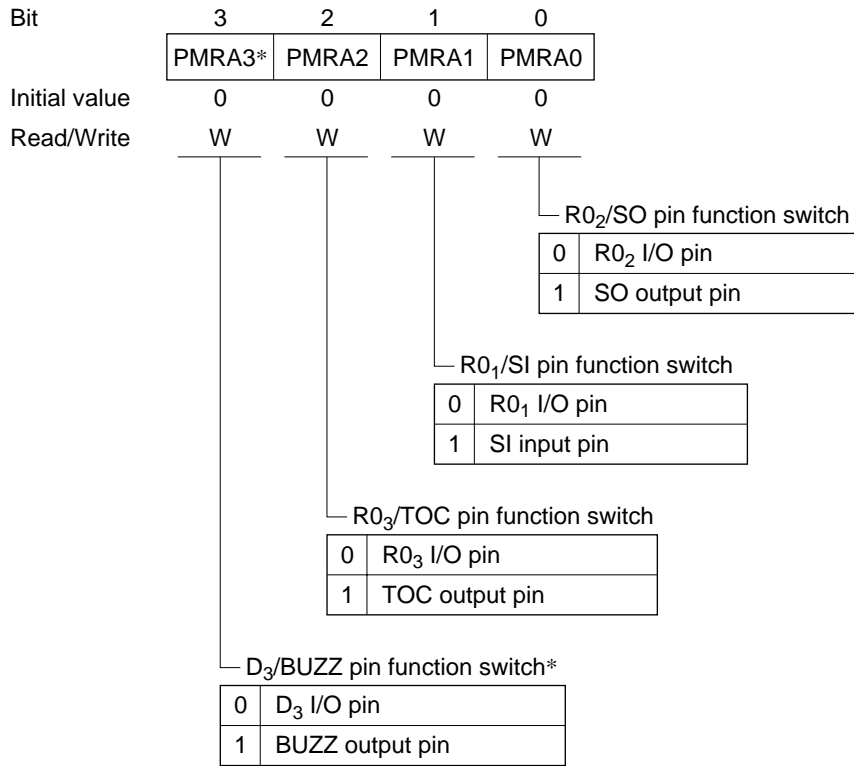 Bit 3 2 1 0
PMRA3* PMRA2 PMRA1 PMRA0
Initial value 0 0 0 0
Read/Write W W W W
R0₂/SO pin function switch
0 R0₂ I/O pin
1 SO output pin
R0₁/SI pin function switch
0 R0₁ I/O pin
1 SI input pin
R0₃/TOC pin function switch
0 R0₃ I/O pin
1 TOC output pin
D₃/BUZZ pin function switch*
0 D₃ I/O pin
1 BUZZ output pin